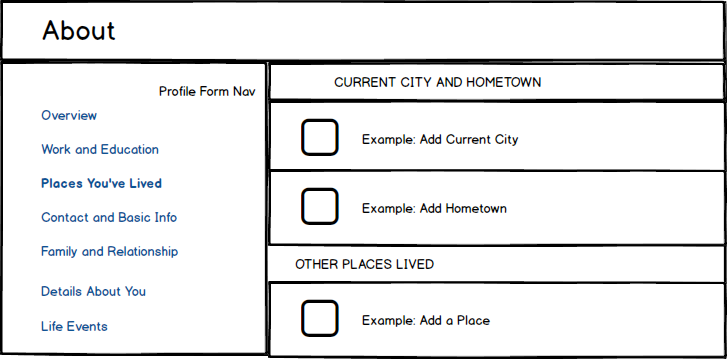 About
Profile Form Nav
Overview
Work and Education
Places You've Lived
Contact and Basic Info
Family and Relationship
Details About You
Life Events
CURRENT CITY AND HOMETOWN
Example: Add Current City
Example: Add Hometown
OTHER PLACES LIVED
Example: Add a Place